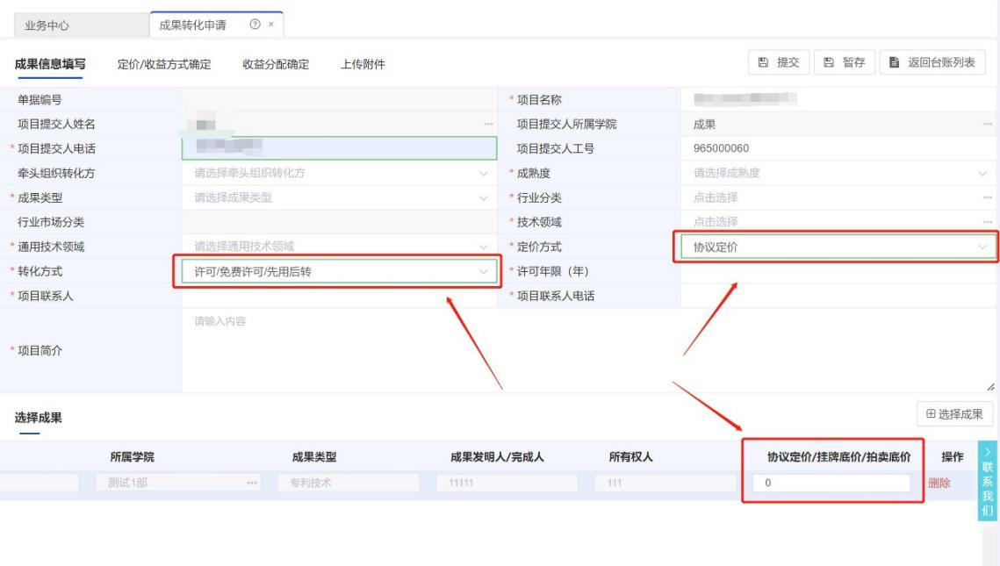 业务中心
成果转化申请
成果信息填写 定价/收益方式确定 收益分配确定 上传附件 提交 暂存 返回台账列表
单据编号 * 项目名称
项目提交人姓名 ... 项目提交人所属学院 成果 ...
* 项目提交人电话 项目提交人工号 965000060
牵头组织转化方 请选择牵头组织转化方 * 成熟度 请选择成熟度
* 成果类型 请选择成果类型 * 行业分类 点击选择 ...
行业市场分类 * 技术领域 点击选择 ...
* 通用技术领域 请选择通用技术领域 * 定价方式 协议定价
* 转化方式 许可/免费许可/先用后转 * 许可年限（年）
* 项目联系人 * 项目联系人电话
请输入内容
* 项目简介
选择成果 选择成果
所属学院 成果类型 成果发明人/完成人 所有权人 协议定价/挂牌底价/拍卖底价 操作
测试1部 ... 专利技术 11111 111 0 删除
联系我们